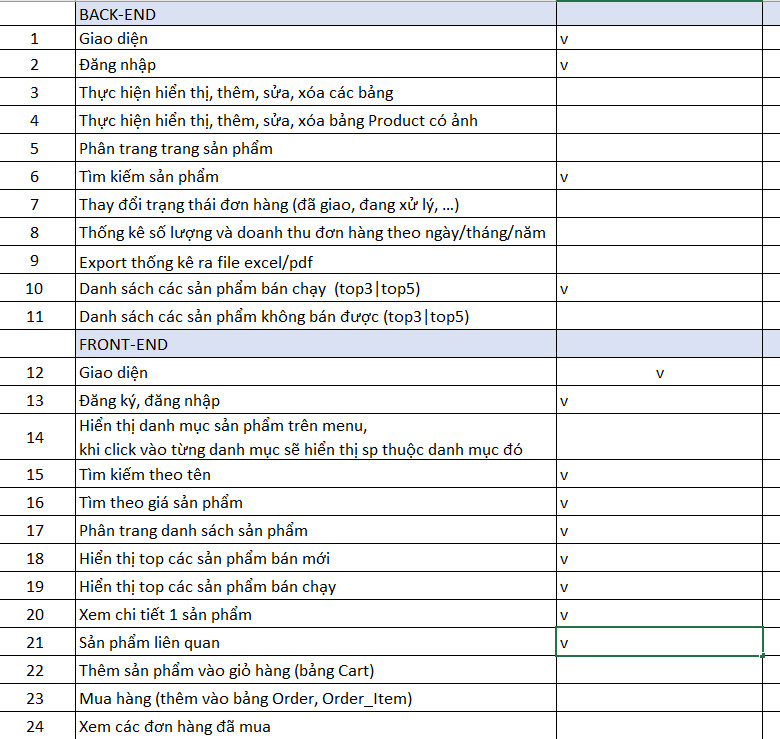 BACK-END
1 Giao diện v
2 Đăng nhập v
3 Thực hiện hiển thị, thêm, sửa, xóa các bảng
4 Thực hiện hiển thị, thêm, sửa, xóa bảng Product có ảnh
5 Phân trang trang sản phẩm
6 Tìm kiếm sản phẩm v
7 Thay đổi trạng thái đơn hàng (đã giao, đang xử lý, ...)
8 Thống kê số lượng và doanh thu đơn hàng theo ngày/tháng/năm
9 Export thống kê ra file excel/pdf
10 Danh sách các sản phẩm bán chạy  (top3|top5) v
11 Danh sách các sản phẩm không bán được (top3|top5)
FRONT-END
12 Giao diện v
13 Đăng ký, đăng nhập v
14 Hiển thị danh mục sản phẩm trên menu,
khi click vào từng danh mục sẽ hiển thị sp thuộc danh mục đó
15 Tìm kiếm theo tên v
16 Tìm theo giá sản phẩm v
17 Phân trang danh sách sản phẩm v
18 Hiển thị top các sản phẩm bán mới v
19 Hiển thị top các sản phẩm bán chạy v
20 Xem chi tiết 1 sản phẩm v
21 Sản phẩm liên quan v
22 Thêm sản phẩm vào giỏ hàng (bảng Cart)
23 Mua hàng (thêm vào bảng Order, Order_Item)
24 Xem các đơn hàng đã mua